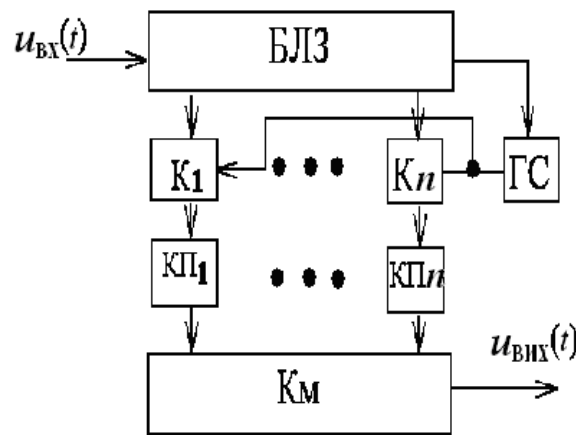 uвх(t)
БЛЗ
К1
● ● ●
Кn
ГС
КП1
● ● ●
КПn
uвих(t)
Км